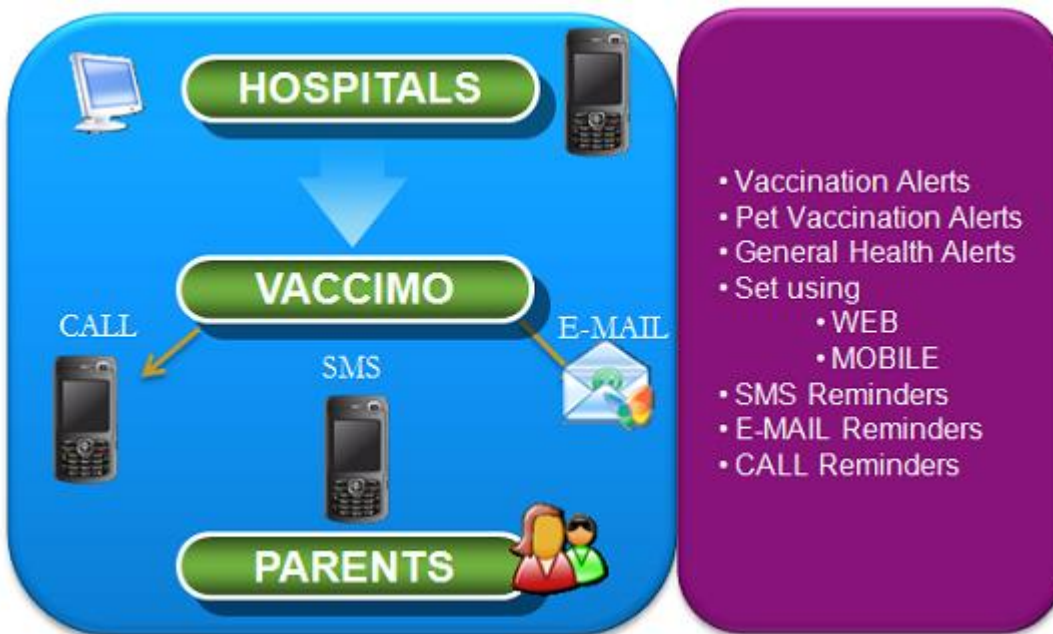 HOSPITALS
VACCIMO
CALL
E-MAIL
SMS
PARENTS
• Vaccination Alerts
• Pet Vaccination Alerts
• General Health Alerts
• Set using
• WEB
• MOBILE
• SMS Reminders
• E-MAIL Reminders
• CALL Reminders